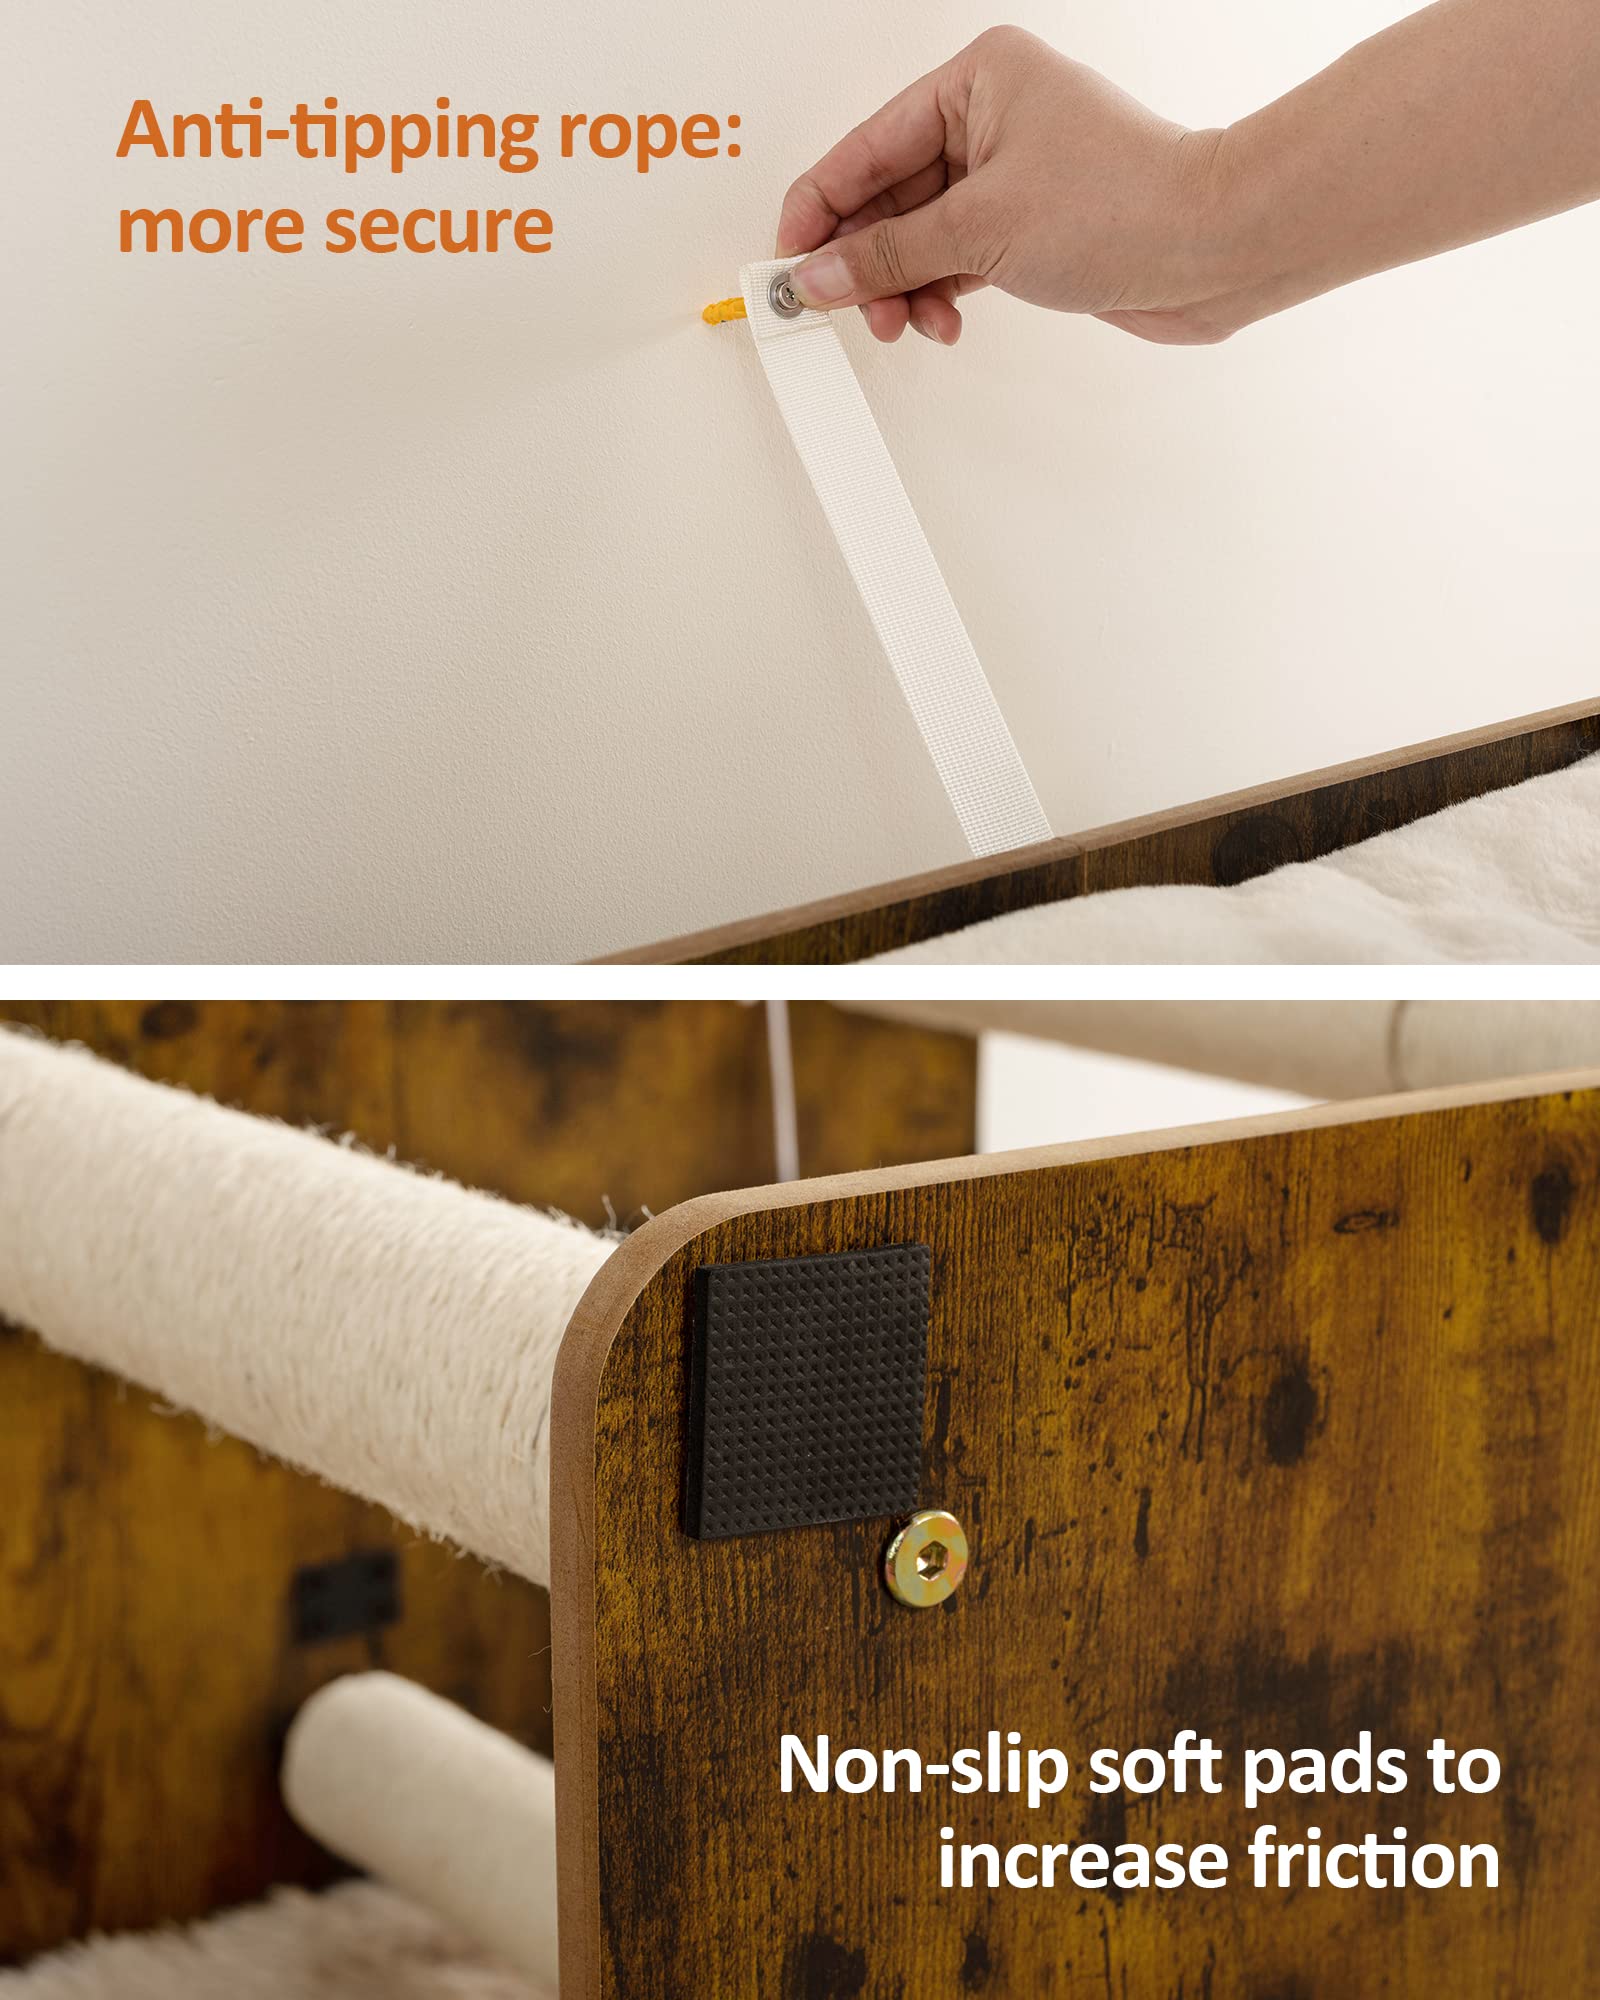 Anti-tipping rope:
more secure
Non-slip soft pads to
increase friction